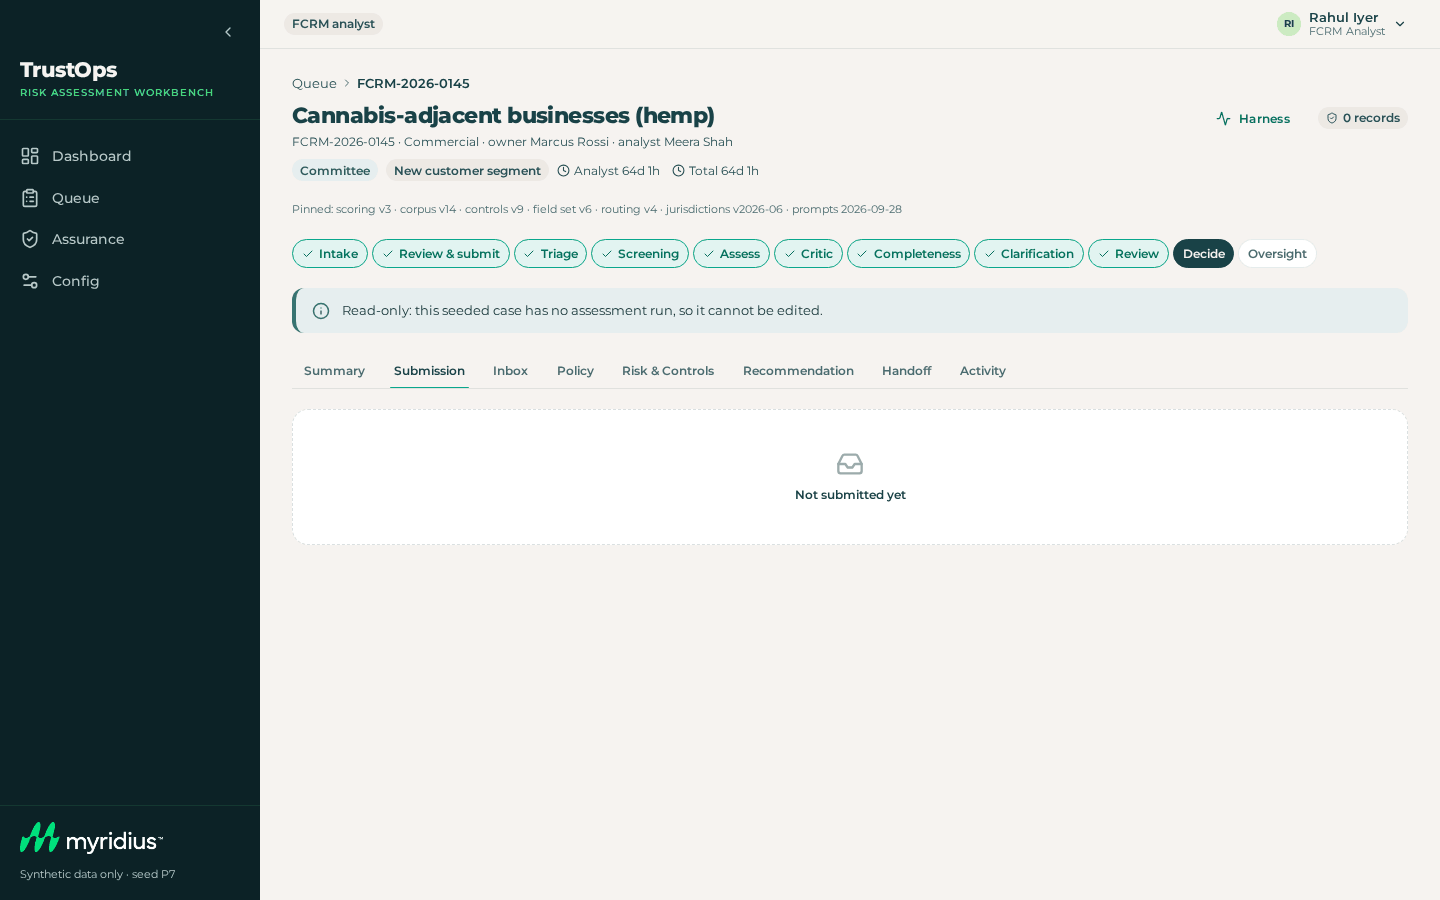 FCRM analyst
RI
Rahul Iyer
FCRM Analyst
TrustOps
RISK ASSESSMENT WORKBENCH
Dashboard
Queue
Assurance
Config
myridius™
Synthetic data only · seed P7
Queue > FCRM-2026-0145
Cannabis-adjacent businesses (hemp)
Harness
0 records
FCRM-2026-0145 · Commercial · owner Marcus Rossi · analyst Meera Shah
Committee New customer segment Analyst 64d 1h Total 64d 1h
Pinned: scoring v3 · corpus v14 · controls v9 · field set v6 · routing v4 · jurisdictions v2026-06 · prompts 2026-09-28
Intake Review & submit Triage Screening Assess Critic Completeness Clarification Review Decide Oversight
Read-only: this seeded case has no assessment run, so it cannot be edited.
Summary Submission Inbox Policy Risk & Controls Recommendation Handoff Activity
Not submitted yet